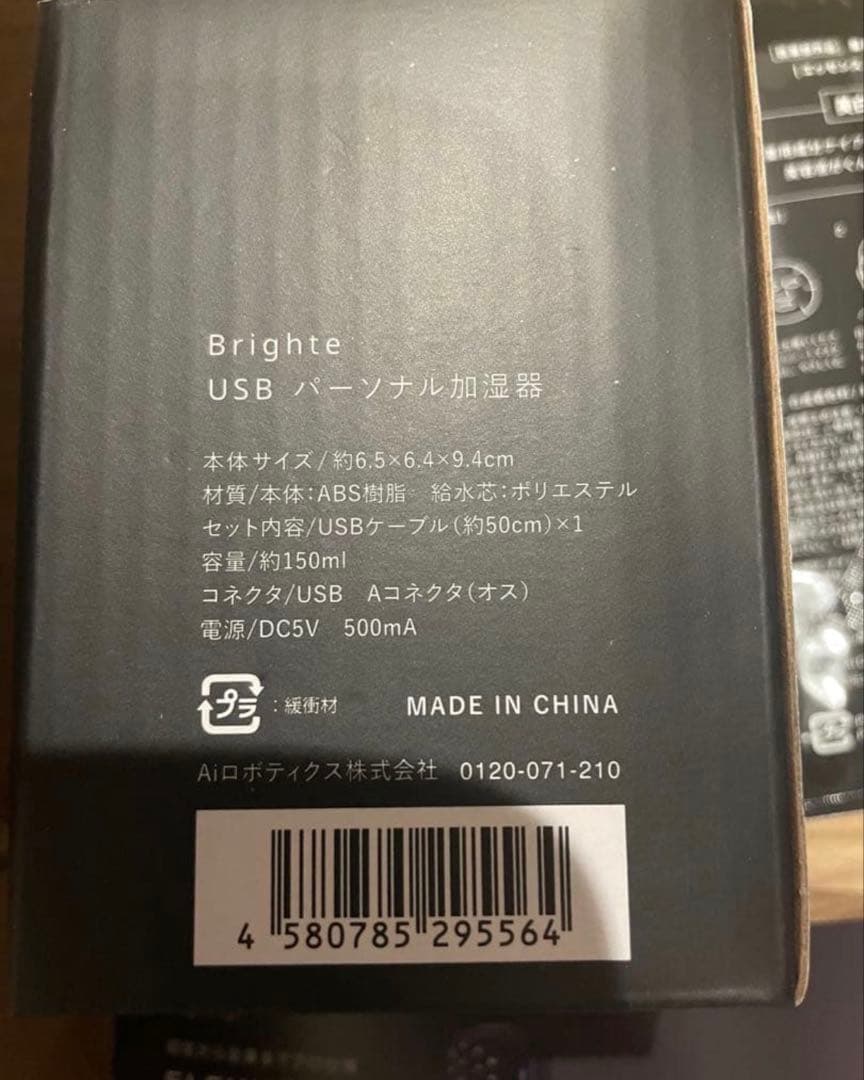 Brighte
USB パーソナル加湿器
本体サイズ/約6.5×6.4×9.4cm
材質/本体:ABS樹脂 給水芯:ポリエステル
セット内容/USBケーブル(約50cm)×1
容量/約150ml
コネクタ/USB Aコネクタ(オス)
電源/DC5V 500mA
プラ:緩衝材 MADE IN CHINA
Aiロボティクス株式会社 0120-071-210
4 580785 295564